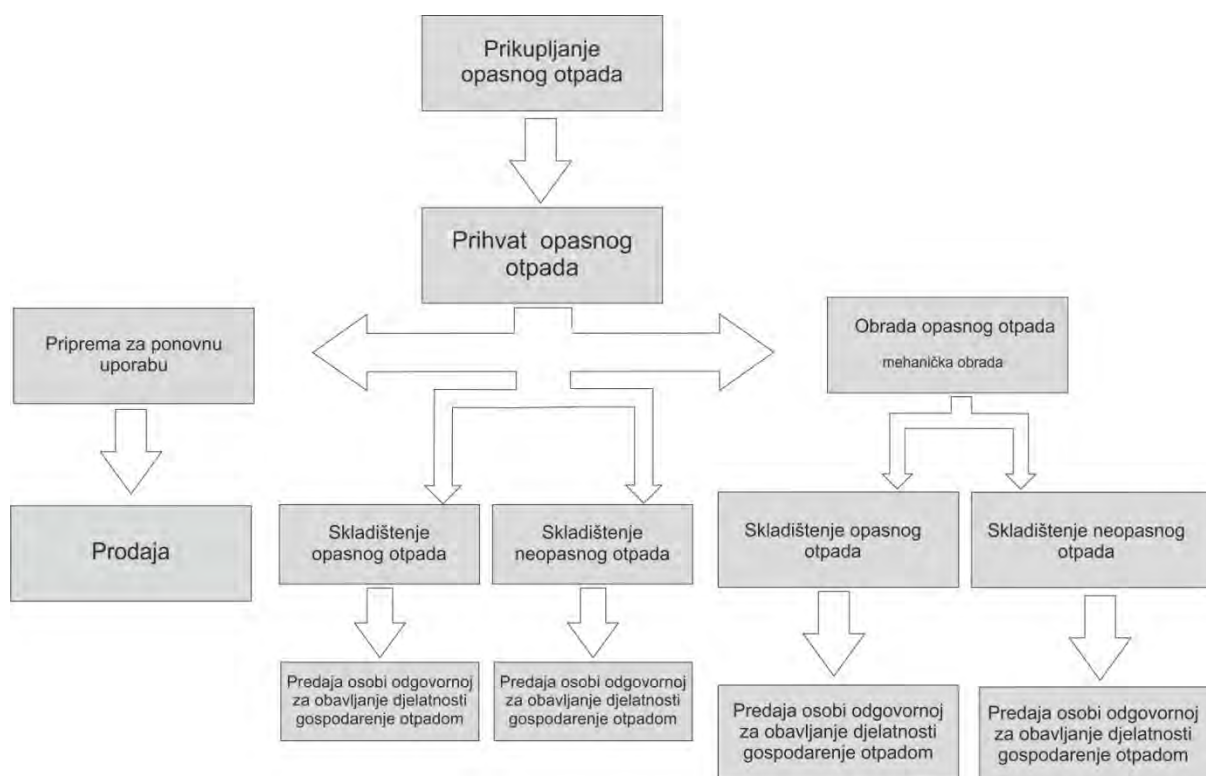 Prikupljanje
opasnog otpada
Prihvat opasnog
otpada
Priprema za ponovnu
uporabu
Obrada opasnog otpada
mehanička obrada
Prodaja
Skladištenje
opasnog otpada
Skladištenje
neopasnog otpada
Skladištenje opasnog
otpada
Skladištenje neopasnog
otpada
Predaja osobi odgovornoj
za obavljanje djelatnosti
gospodarenje otpadom
Predaja osobi odgovornoj
za obavljanje djelatnosti
gospodarenje otpadom
Predaja osobi odgovornoj
za obavljanje djelatnosti
gospodarenje otpadom
Predaja osobi odgovornoj
za obavljanje djelatnosti
gospodarenje otpadom